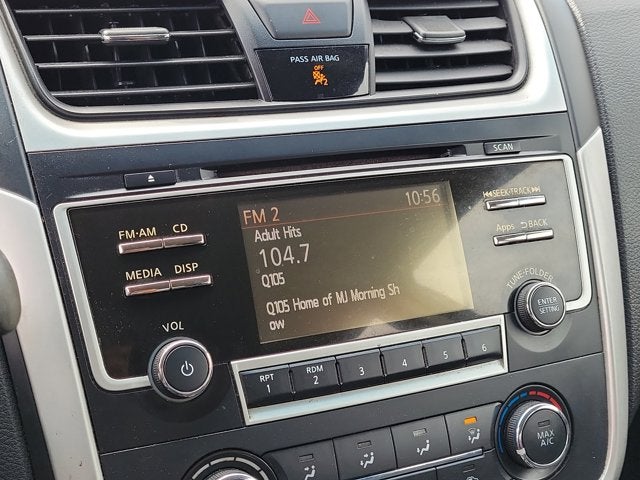 PASS AIR BAG
OFF
2
SCAN
FM·AM CD
MEDIA DISP
VOL
FM 2 10:56
Adult Hits
104.7
Q105
Q105 Home of MJ Morning Sh
ow
SEEK·TRACK
Apps BACK
TUNE·FOLDER
ENTER
SETTING
RPT
1
RDM
2
3
4
5
6
MAX
A/C